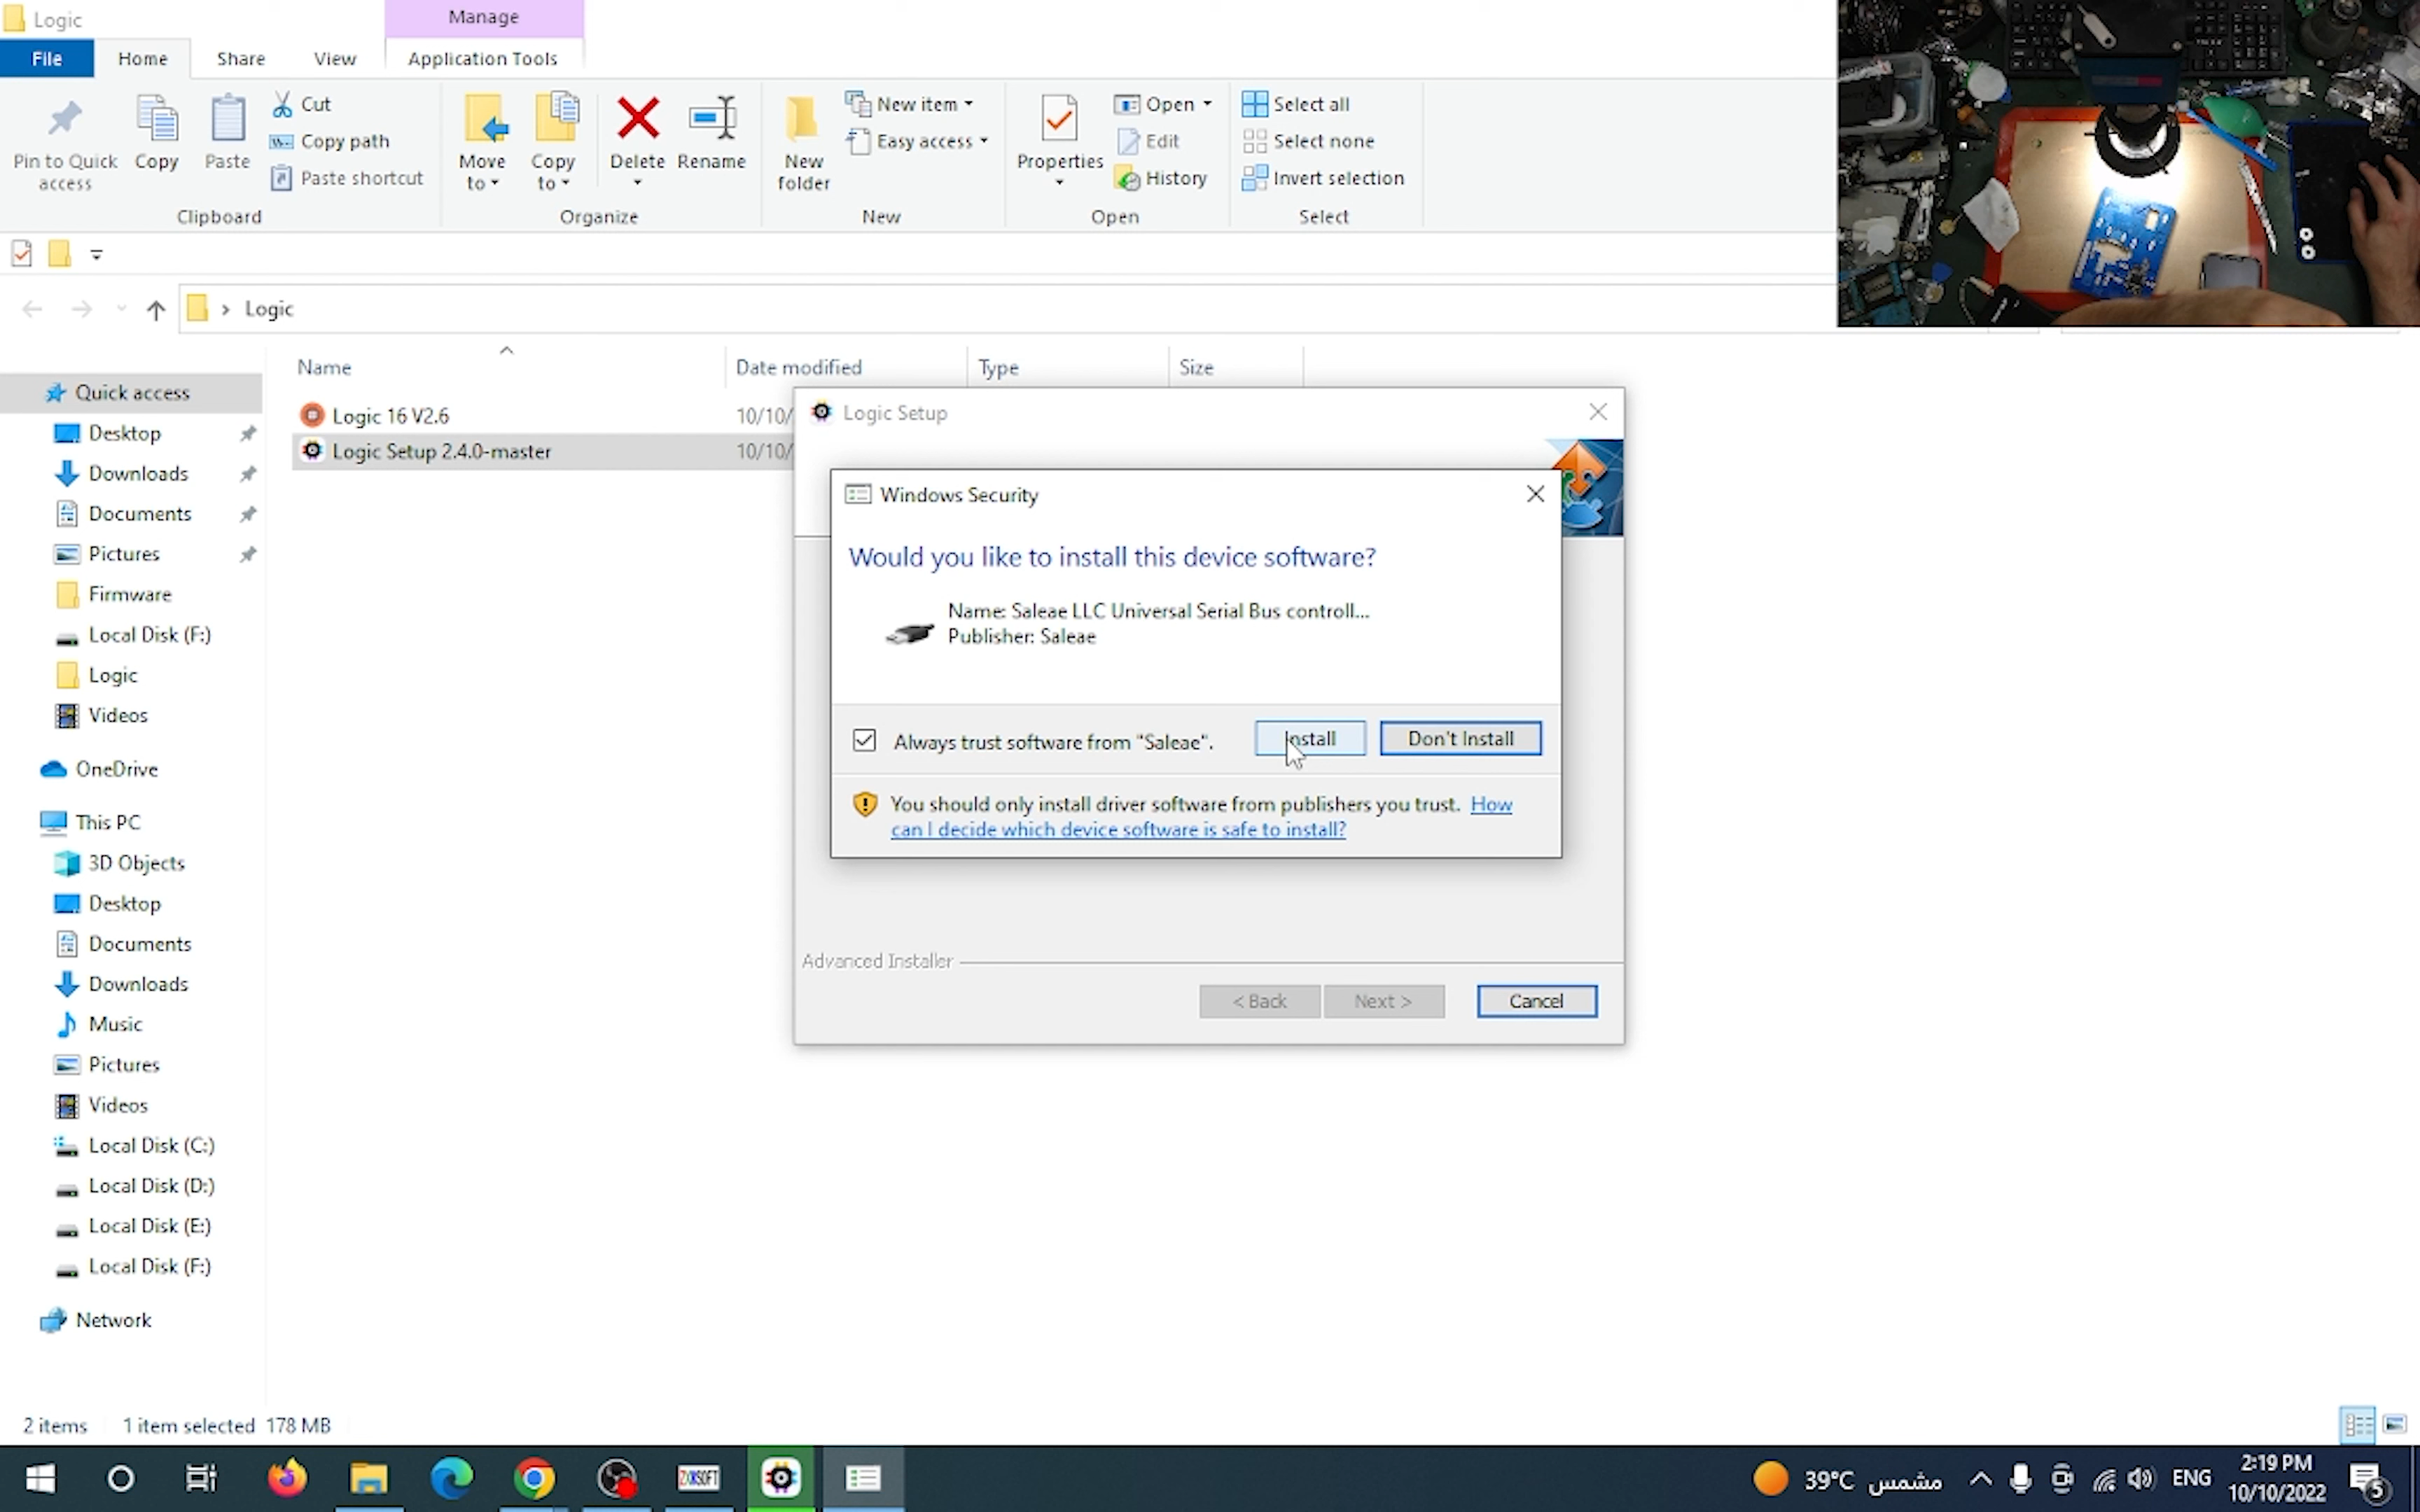 Logic
Manage
File
Home
Share
View
Application Tools
Pin to Quick access
Copy
Paste
Cut
Copy path
Paste shortcut
Clipboard
Move to
Copy to
Delete
Rename
Organize
New folder
New item
Easy access
New
Properties
Open
Edit
History
Open
Select all
Select none
Invert selection
Select
Logic
Name
Date modified
Type
Size
Logic 16 V2.6
10/10/
Logic Setup 2.4.0-master
10/10/
Quick access
Desktop
Downloads
Documents
Pictures
Firmware
Local Disk (F:)
Logic
Videos
OneDrive
This PC
3D Objects
Desktop
Documents
Downloads
Music
Pictures
Videos
Local Disk (C:)
Local Disk (D:)
Local Disk (E:)
Local Disk (F:)
Network
Logic Setup
Windows Security
Would you like to install this device software?
Name: Saleae LLC Universal Serial Bus controll...
Publisher: Saleae
Always trust software from "Saleae".
Install
Don't Install
You should only install driver software from publishers you trust. How
can I decide which device software is safe to install?
Advanced Installer
< Back
Next >
Cancel
2 items
1 item selected 178 MB
ZXWSOFT
39°C مشمس
ENG
2:19 PM
10/10/2022
5